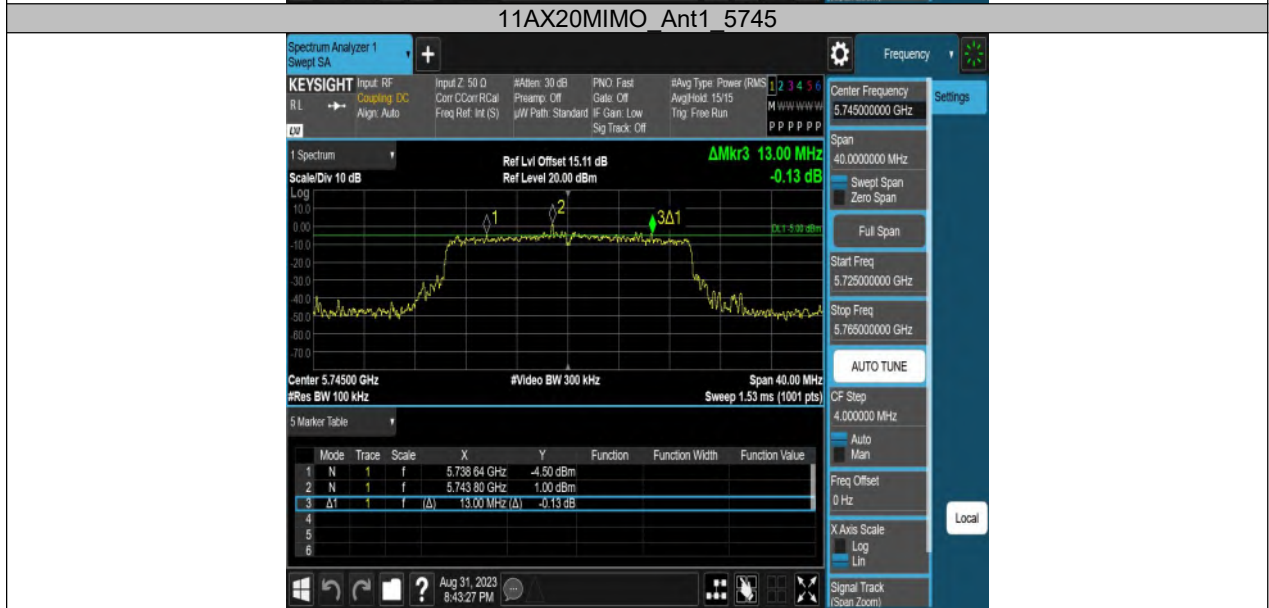 11AX20MIMO_Ant1_5745
Spectrum Analyzer 1
Swept SA
+
Frequency
KEYSIGHT Input: RF Input Z: 50 Ω #Atten: 30 dB PNO: Fast #Avg Type: Power (RMS 1 2 3 4 5 6
RL Coupling: DC Corr CCorr RCal Preamp: Off Gate: Off Avg|Hold: 15/15 M W W W W W
Align: Auto Freq Ref: Int (S) µW Path: Standard IF Gain: Low Trig: Free Run
Sig Track: Off P P P P P P
LXI
Center Frequency
5.745000000 GHz
Settings
1 Spectrum
Ref Lvl Offset 15.11 dB
ΔMkr3 13.00 MHz
Scale/Div 10 dB
Ref Level 20.00 dBm
-0.13 dB
Log
10.0
0.00
-10.0
-20.0
-30.0
-40.0
-50.0
-60.0
-70.0
1
2
3Δ1
DL1 -5.00 dBm
Span
40.0000000 MHz
Swept Span
Zero Span
Full Span
Start Freq
5.725000000 GHz
Stop Freq
5.765000000 GHz
AUTO TUNE
Center 5.74500 GHz
#Video BW 300 kHz
Span 40.00 MHz
#Res BW 100 kHz
Sweep 1.53 ms (1001 pts)
CF Step
4.000000 MHz
Auto
Man
5 Marker Table
Mode Trace Scale X Y Function Function Width Function Value
1 N 1 f 5.738 64 GHz -4.50 dBm
2 N 1 f 5.743 80 GHz 1.00 dBm
3 Δ1 1 f (Δ) 13.00 MHz (Δ) -0.13 dB
4
5
6
Freq Offset
0 Hz
X Axis Scale
Log
Lin
Local
Signal Track
(Span Zoom)
?
Aug 31, 2023
8:43:27 PM